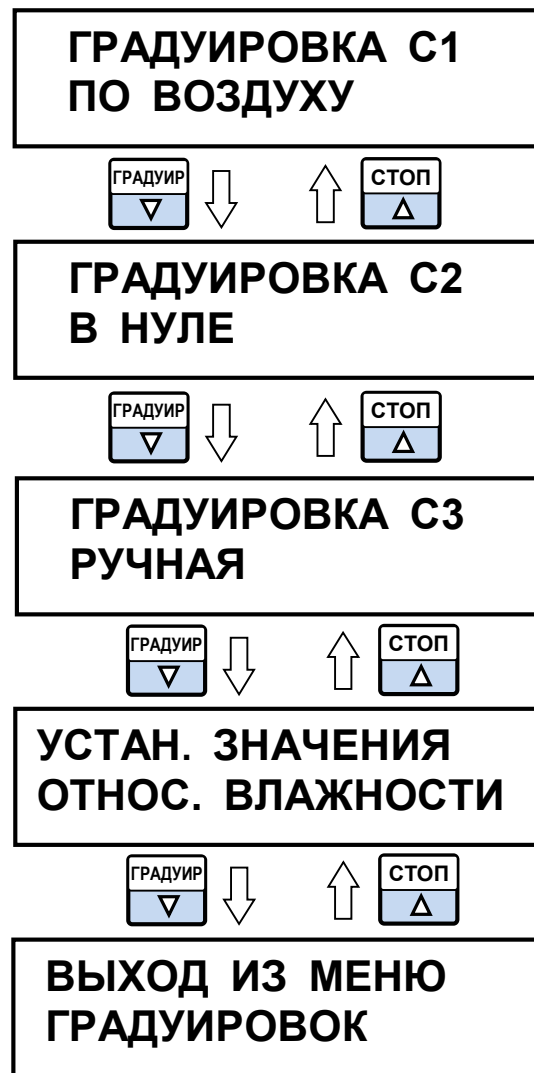 ГРАДУИРОВКА С1
ПО ВОЗДУХУ
ГРАДУИР СТОП
ГРАДУИРОВКА С2
В НУЛЕ
ГРАДУИР СТОП
ГРАДУИРОВКА С3
РУЧНАЯ
ГРАДУИР СТОП
УСТАН. ЗНАЧЕНИЯ
ОТНОС. ВЛАЖНОСТИ
ГРАДУИР СТОП
ВЫХОД ИЗ МЕНЮ
ГРАДУИРОВОК